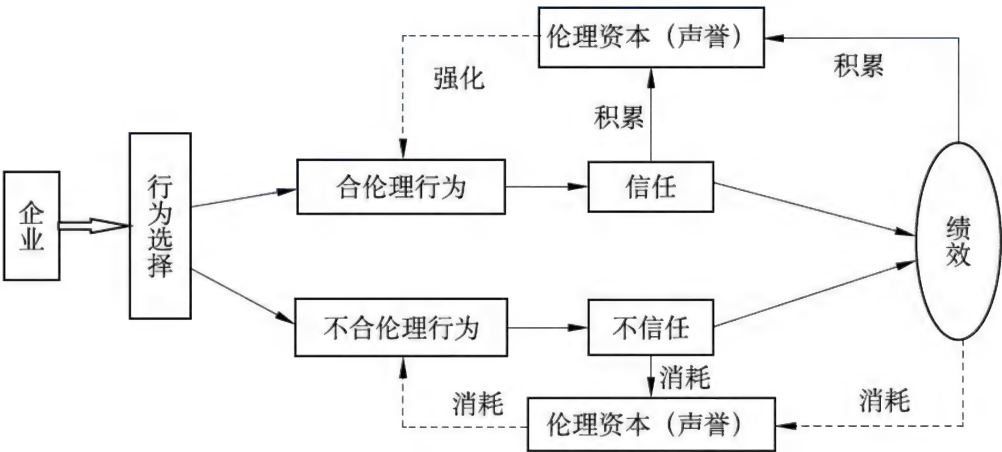 伦理资本（声誉）
强化
积累
积累
企业
行为选择
合伦理行为
信任
绩效
不合伦理行为
不信任
消耗
消耗
消耗
伦理资本（声誉）